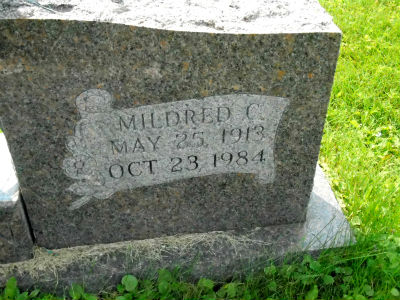 MILDRED C.
MAY 25, 1913
OCT 23, 1984